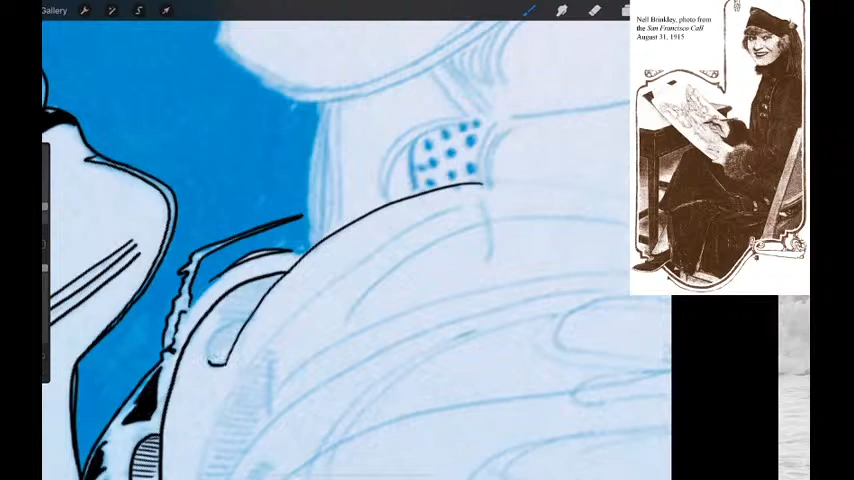 Gallery
Nell Brinkley, photo from
the San Francisco Call
August 31, 1915